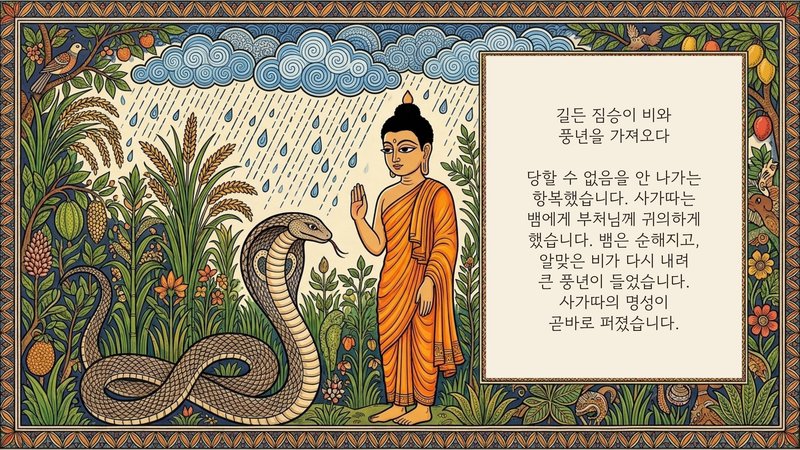 길든 짐승이 비와
풍년을 가져오다
당할 수 없음을 안 나가는
항복했습니다. 사가따는
뱀에게 부처님께 귀의하게
했습니다. 뱀은 순해지고,
알맞은 비가 다시 내려
큰 풍년이 들었습니다.
사가따의 명성이
곧바로 퍼졌습니다.